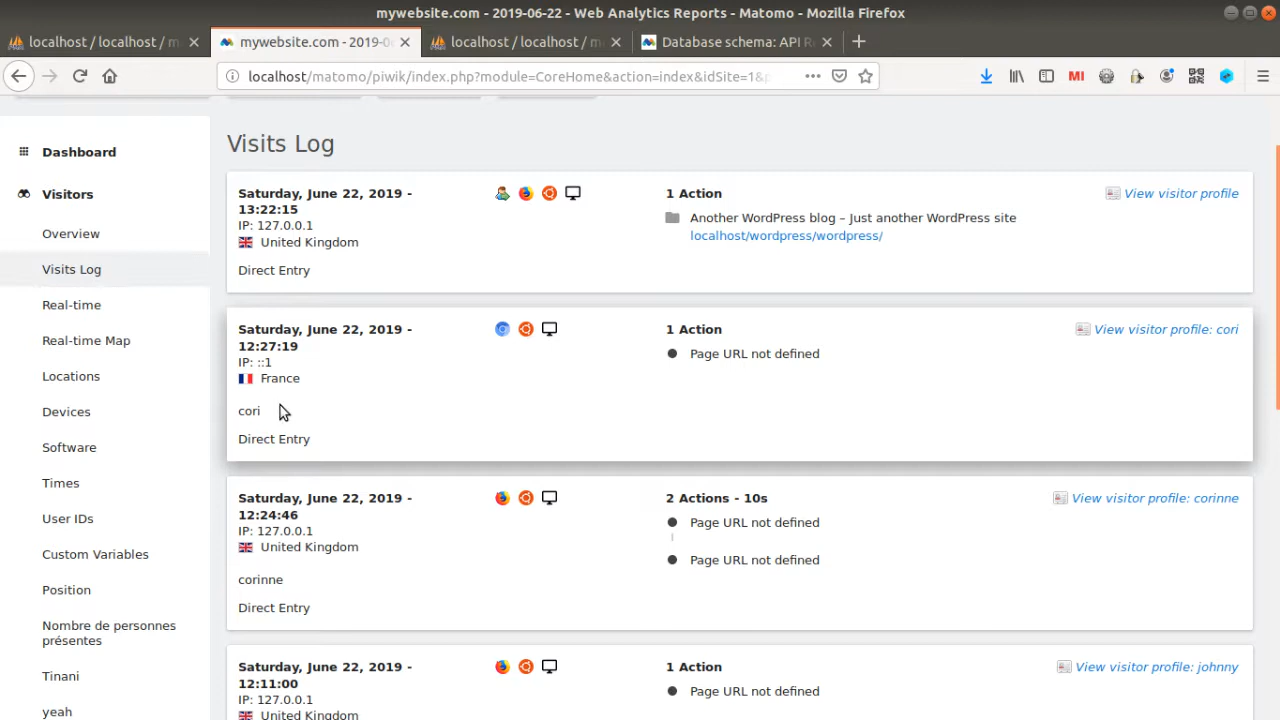 mywebsite.com - 2019-06-22 - Web Analytics Reports - Matomo - Mozilla Firefox
localhost / localhost / m
mywebsite.com - 2019-0
localhost / localhost / m
Database schema: API R
localhost/matomo/piwik/index.php?module=CoreHome&action=index&idSite=1&
MI
Dashboard
Visitors
Overview
Visits Log
Real-time
Real-time Map
Locations
Devices
Software
Times
User IDs
Custom Variables
Position
Nombre de personnes
présentes
Tinani
yeah
Visits Log
Saturday, June 22, 2019 -
13:22:15
IP: 127.0.0.1
United Kingdom
Direct Entry
1 Action
Another WordPress blog – Just another WordPress site
localhost/wordpress/wordpress/
View visitor profile
Saturday, June 22, 2019 -
12:27:19
IP: ::1
France
cori
Direct Entry
1 Action
Page URL not defined
View visitor profile: cori
Saturday, June 22, 2019 -
12:24:46
IP: 127.0.0.1
United Kingdom
corinne
Direct Entry
2 Actions - 10s
Page URL not defined
Page URL not defined
View visitor profile: corinne
Saturday, June 22, 2019 -
12:11:00
IP: 127.0.0.1
United Kingdom
1 Action
Page URL not defined
View visitor profile: johnny